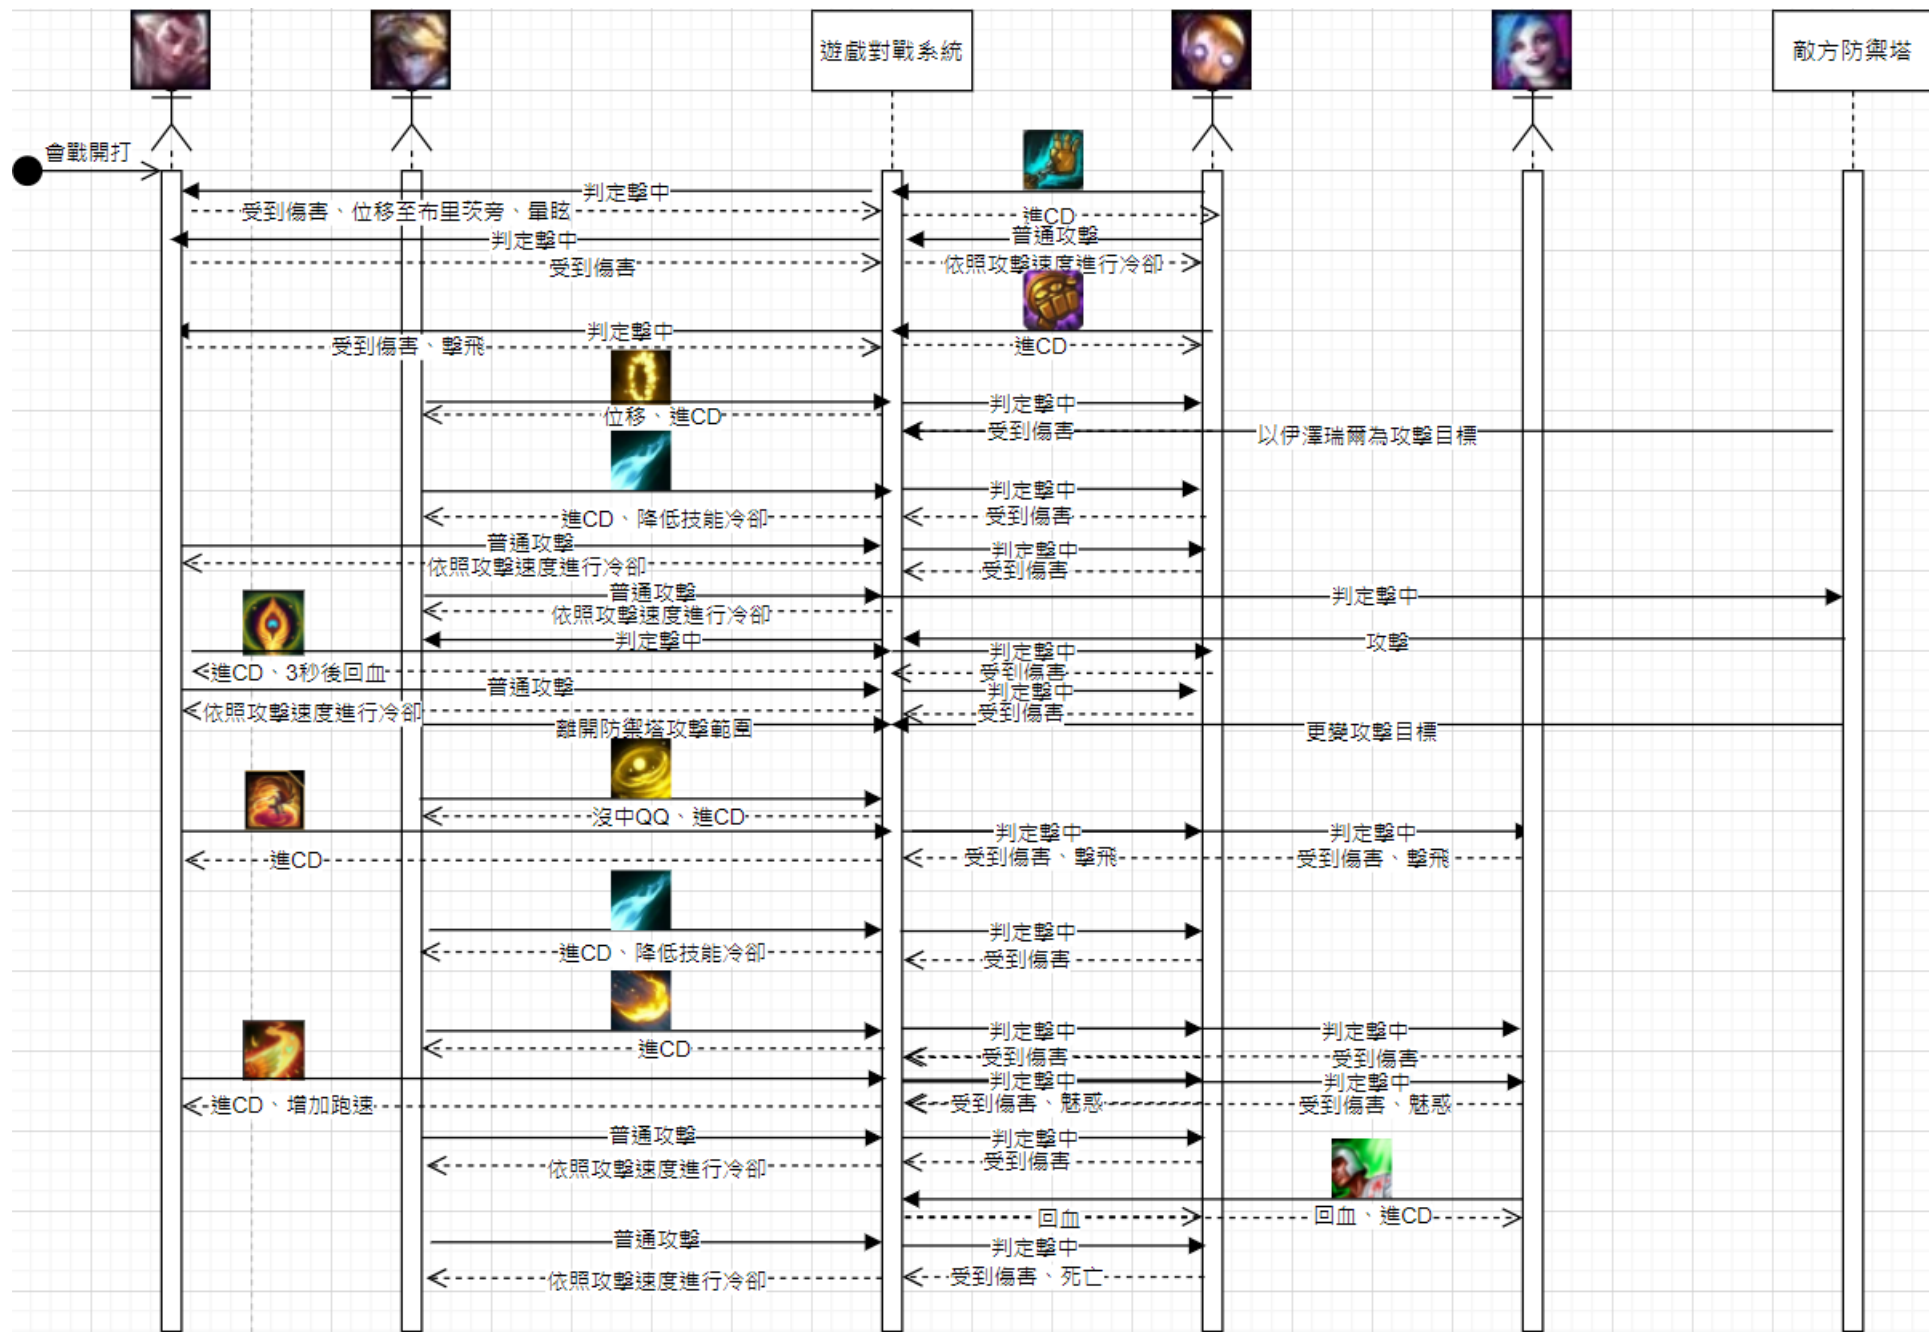 遊戲對戰系統
敵方防禦塔
會戰開打
判定擊中
受到傷害、位移至布里茨旁、暈眩
進CD
判定擊中
普通攻擊
受到傷害
依照攻擊速度進行冷卻
判定擊中
受到傷害、擊飛
進CD
位移、進CD
判定擊中
受到傷害
以伊澤瑞爾為攻擊目標
判定擊中
進CD、降低技能冷卻
受到傷害
普通攻擊
判定擊中
依照攻擊速度進行冷卻
受到傷害
普通攻擊
判定擊中
依照攻擊速度進行冷卻
判定擊中
攻擊
判定擊中
進CD、3秒後回血
受到傷害
普通攻擊
判定擊中
依照攻擊速度進行冷卻
受到傷害
離開防禦塔攻擊範圍
更變攻擊目標
沒中QQ、進CD
判定擊中
判定擊中
進CD
受到傷害、擊飛
受到傷害、擊飛
判定擊中
進CD、降低技能冷卻
受到傷害
判定擊中
判定擊中
進CD
受到傷害
受到傷害
判定擊中
判定擊中
進CD、增加跑速
受到傷害、魅惑
受到傷害、魅惑
普通攻擊
判定擊中
依照攻擊速度進行冷卻
受到傷害
回血
回血、進CD
普通攻擊
判定擊中
依照攻擊速度進行冷卻
受到傷害、死亡